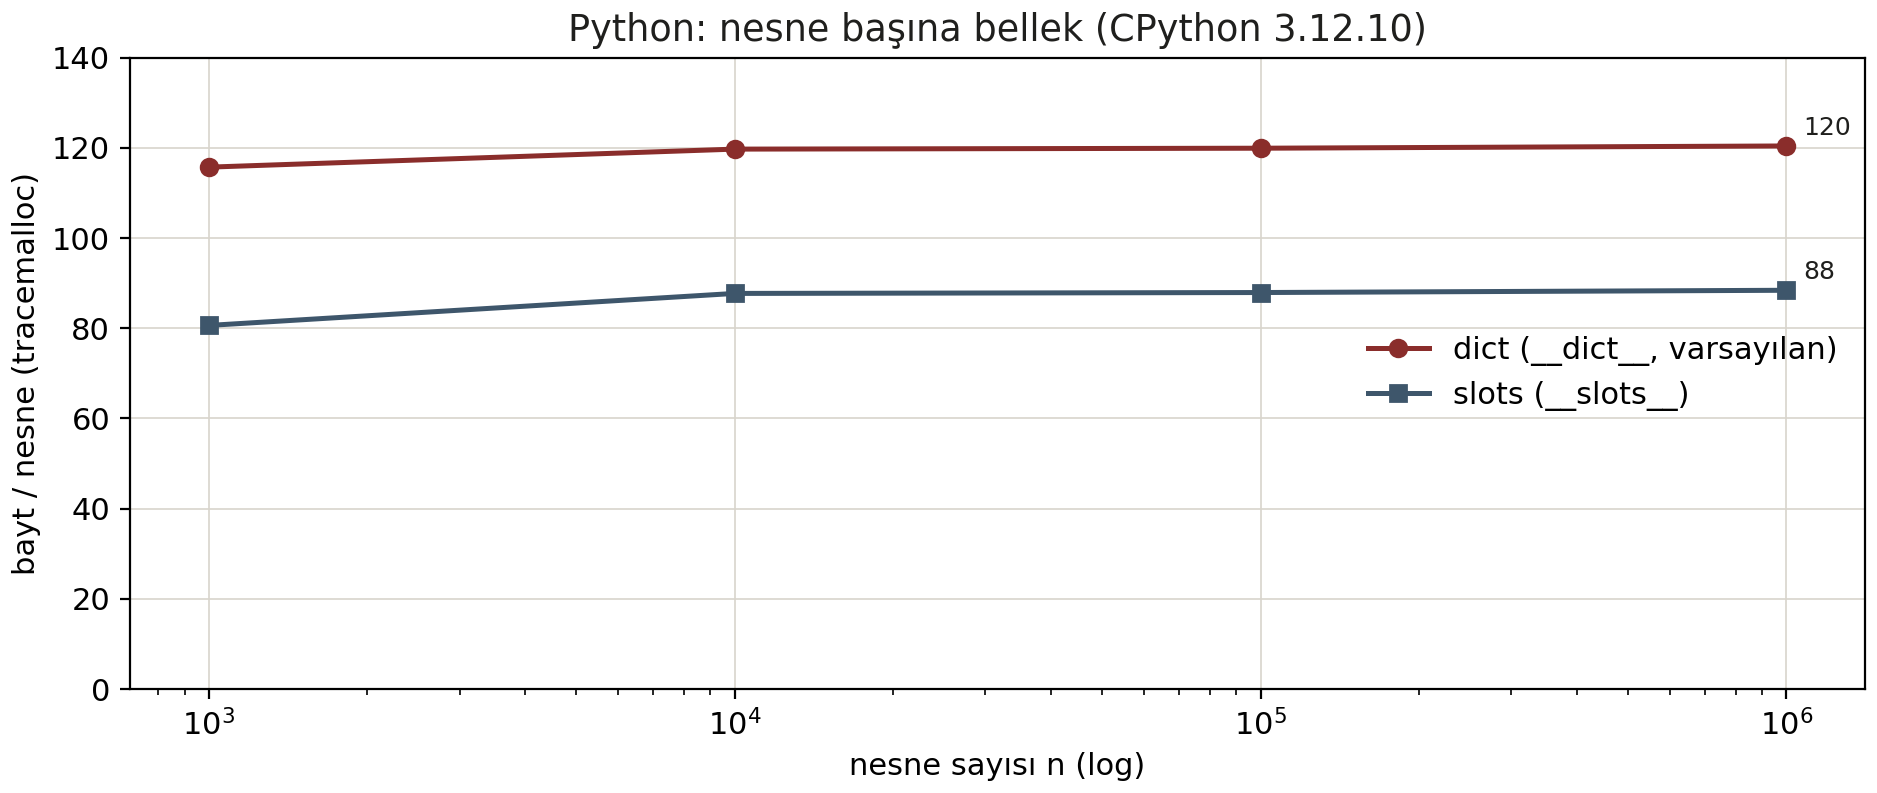 Python: nesne başına bellek (CPython 3.12.10)
bayt / nesne (tracemalloc)
140
120
100
80
60
40
20
0
120
88
dict (__dict__, varsayılan)
slots (__slots__)
10³
10⁴
10⁵
10⁶
nesne sayısı n (log)